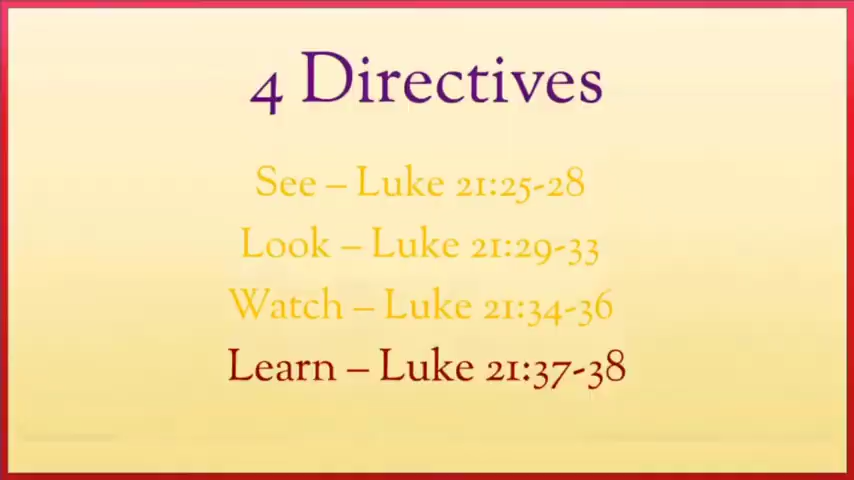 4 Directives
See – Luke 21:25-28
Look – Luke 21:29-33
Watch – Luke 21:34-36
Learn – Luke 21:37-38